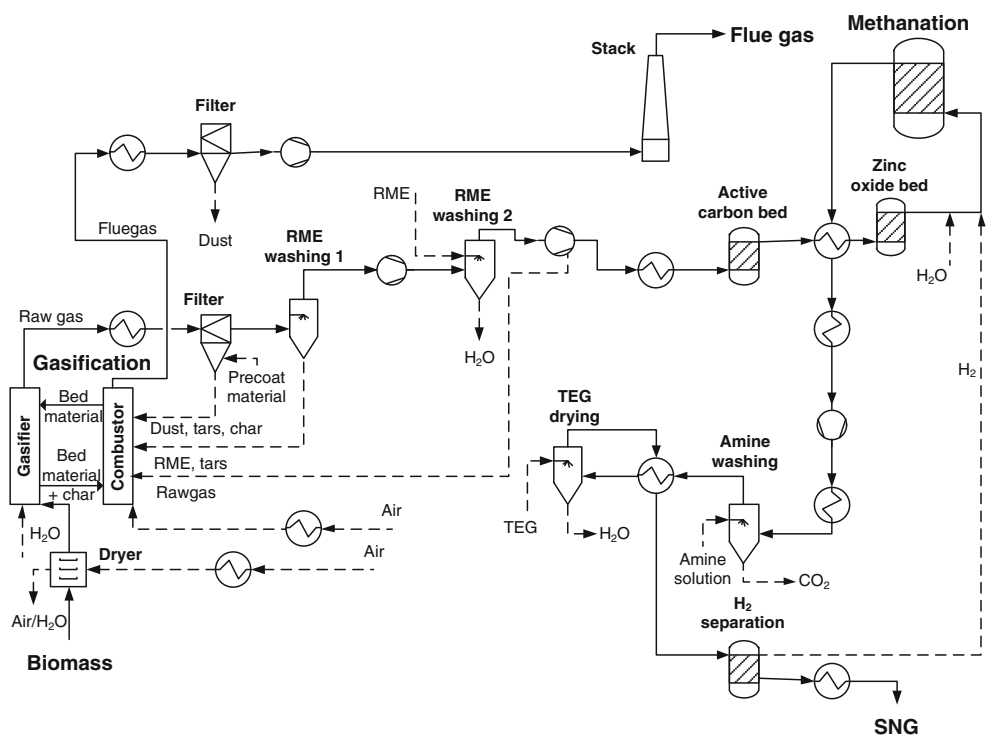 Methanation
Flue gas
Stack
Filter
Zinc
oxide bed
Active
carbon bed
RME
RME
washing 2
Dust
Fluegas
RME
washing 1
H₂O
Filter
Raw gas
H₂O
Gasification
Precoat
material
H₂
Bed
material
Gasifier
Combustor
Dust, tars, char
TEG
drying
Amine
washing
Bed
material
+ char
RME, tars
Rawgas
Air
TEG
H₂O
H₂O
Dryer
Air
Amine
solution
CO₂
Air/H₂O
H₂
separation
Biomass
SNG